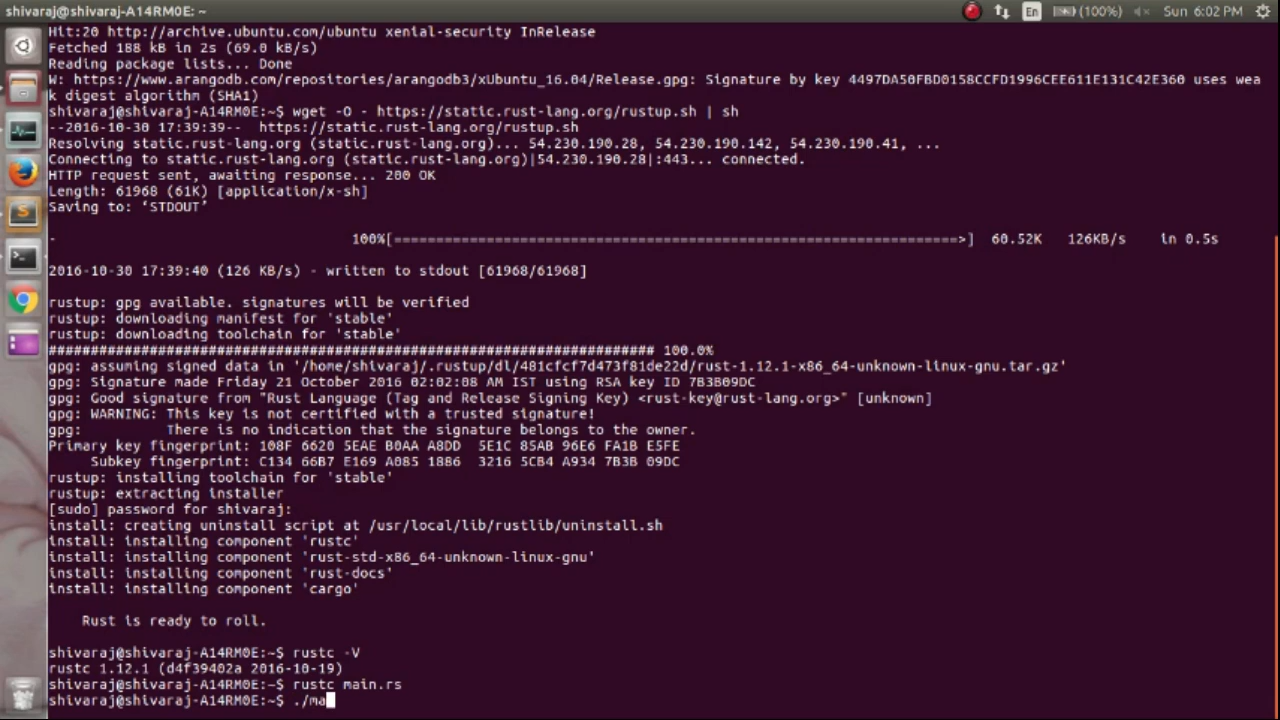 shivaraj@shivaraj-A14RM0E: ~
En (100%) Sun 6:02 PM
Hit:20 http://archive.ubuntu.com/ubuntu xenial-security InRelease
Fetched 188 kB in 2s (69.0 kB/s)
Reading package lists... Done
W: https://www.arangodb.com/repositories/arangodb3/xUbuntu_16.04/Release.gpg: Signature by key 4497DA50FBD0158CCFD1996CEE611E131C42E360 uses wea
k digest algorithm (SHA1)
shivaraj@shivaraj-A14RM0E:~$ wget -O - https://static.rust-lang.org/rustup.sh | sh
--2016-10-30 17:39:39--  https://static.rust-lang.org/rustup.sh
Resolving static.rust-lang.org (static.rust-lang.org)... 54.230.190.28, 54.230.190.142, 54.230.190.41, ...
Connecting to static.rust-lang.org (static.rust-lang.org)|54.230.190.28|:443... connected.
HTTP request sent, awaiting response... 200 OK
Length: 61968 (61K) [application/x-sh]
Saving to: ‘STDOUT’
- 100%[===================================================================>] 60.52K 126KB/s in 0.5s
2016-10-30 17:39:40 (126 KB/s) - written to stdout [61968/61968]
rustup: gpg available. signatures will be verified
rustup: downloading manifest for 'stable'
rustup: downloading toolchain for 'stable'
######################################################################## 100.0%
gpg: assuming signed data in '/home/shivaraj/.rustup/dl/481cfcf7d473f81de22d/rust-1.12.1-x86_64-unknown-linux-gnu.tar.gz'
gpg: Signature made Friday 21 October 2016 02:02:08 AM IST using RSA key ID 7B3B09DC
gpg: Good signature from "Rust Language (Tag and Release Signing Key) <rust-key@rust-lang.org>" [unknown]
gpg: WARNING: This key is not certified with a trusted signature!
gpg:          There is no indication that the signature belongs to the owner.
Primary key fingerprint: 108F 6620 5EAE B0AA A8DD  5E1C 85AB 96E6 FA1B E5FE
     Subkey fingerprint: C134 66B7 E169 A085 1886  3216 5CB4 A934 7B3B 09DC
rustup: installing toolchain for 'stable'
rustup: extracting installer
[sudo] password for shivaraj:
install: creating uninstall script at /usr/local/lib/rustlib/uninstall.sh
install: installing component 'rustc'
install: installing component 'rust-std-x86_64-unknown-linux-gnu'
install: installing component 'rust-docs'
install: installing component 'cargo'
Rust is ready to roll.
shivaraj@shivaraj-A14RM0E:~$ rustc -V
rustc 1.12.1 (d4f39402a 2016-10-19)
shivaraj@shivaraj-A14RM0E:~$ rustc main.rs
shivaraj@shivaraj-A14RM0E:~$ ./ma